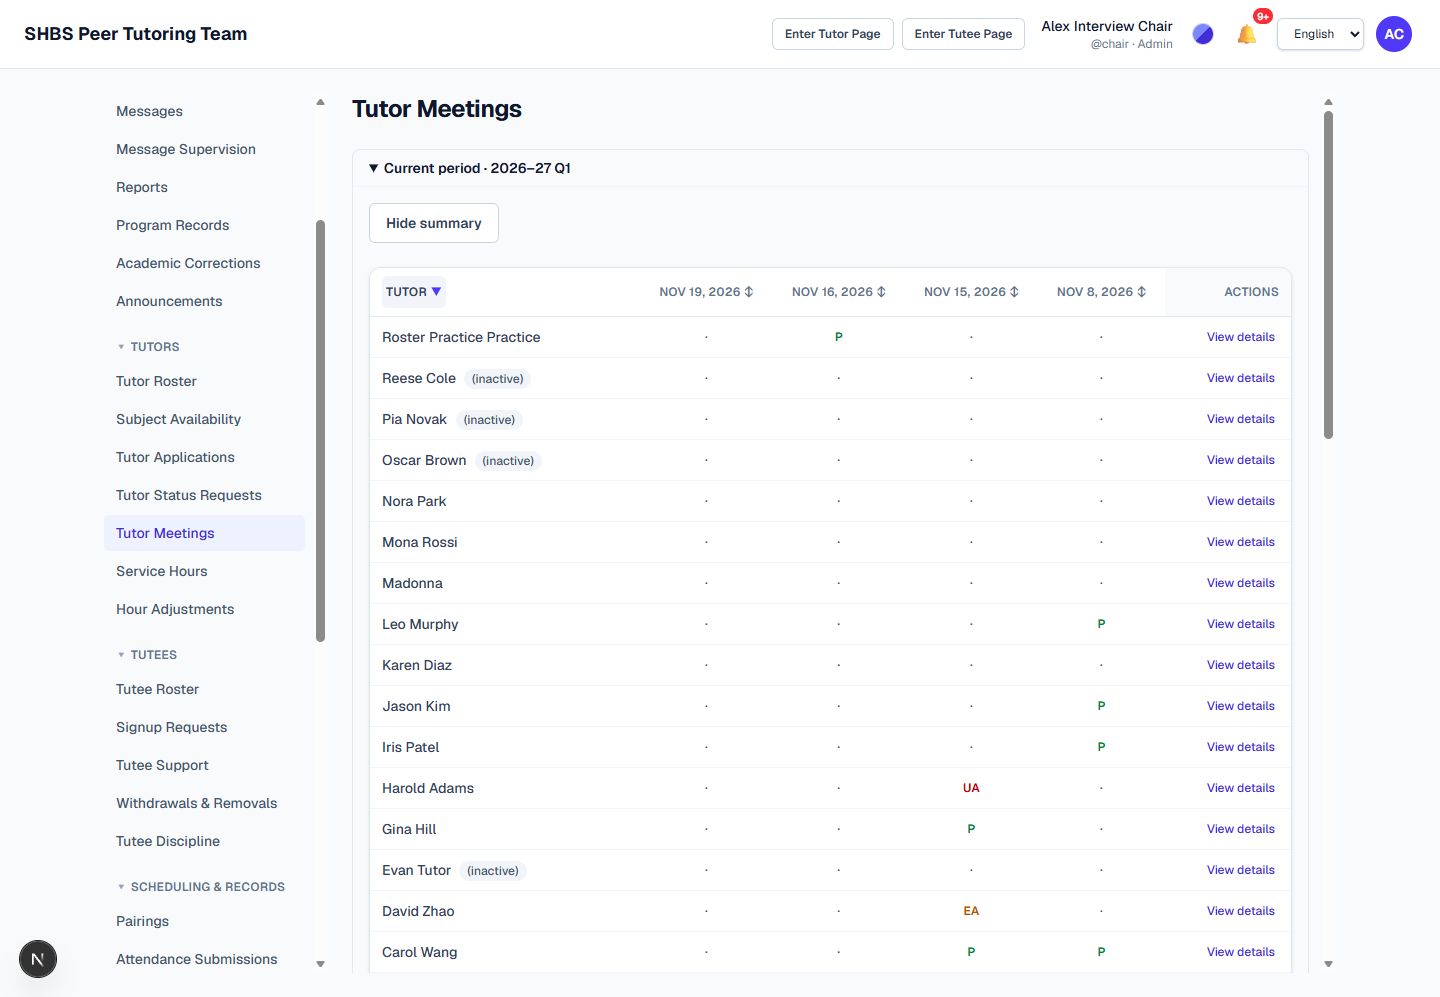 SHBS Peer Tutoring Team
Enter Tutor Page
Enter Tutee Page
Alex Interview Chair
@chair · Admin
9+
English
AC
Messages
Message Supervision
Reports
Program Records
Academic Corrections
Announcements
TUTORS
Tutor Roster
Subject Availability
Tutor Applications
Tutor Status Requests
Tutor Meetings
Service Hours
Hour Adjustments
TUTEES
Tutee Roster
Signup Requests
Tutee Support
Withdrawals & Removals
Tutee Discipline
SCHEDULING & RECORDS
Pairings
Attendance Submissions
N
Tutor Meetings
▼ Current period · 2026–27 Q1
Hide summary
TUTOR ▼ NOV 19, 2026 ↕ NOV 16, 2026 ↕ NOV 15, 2026 ↕ NOV 8, 2026 ↕ ACTIONS
Roster Practice Practice · P · · View details
Reese Cole (inactive) · · · · View details
Pia Novak (inactive) · · · · View details
Oscar Brown (inactive) · · · · View details
Nora Park · · · · View details
Mona Rossi · · · · View details
Madonna · · · · View details
Leo Murphy · · · P View details
Karen Diaz · · · · View details
Jason Kim · · · P View details
Iris Patel · · · P View details
Harold Adams · · UA · View details
Gina Hill · · P · View details
Evan Tutor (inactive) · · · · View details
David Zhao · · EA · View details
Carol Wang · · P P View details